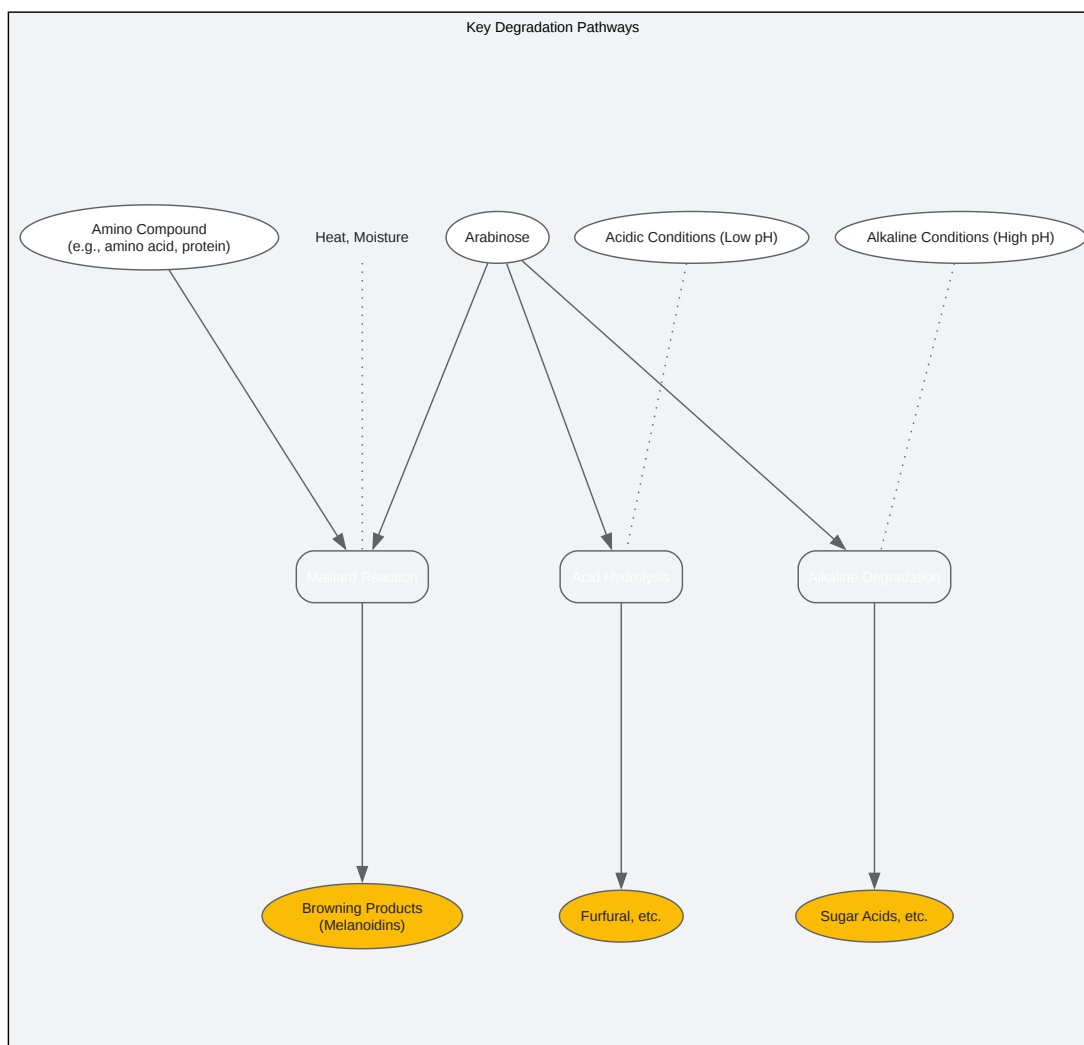 Key Degradation Pathways
Amino Compound
(e.g., amino acid, protein)
Heat, Moisture
Arabinose
Acidic Conditions (Low pH)
Alkaline Conditions (High pH)
Maillard Reaction
Acid Hydrolysis
Alkaline Degradation
Browning Products
(Melanoidins)
Furfural, etc.
Sugar Acids, etc.